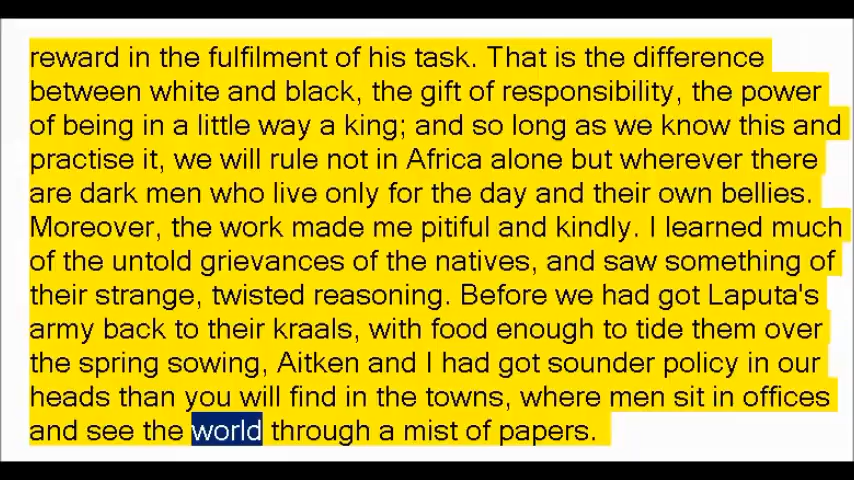 reward in the fulfilment of his task. That is the difference
between white and black, the gift of responsibility, the power
of being in a little way a king; and so long as we know this and
practise it, we will rule not in Africa alone but wherever there
are dark men who live only for the day and their own bellies.
Moreover, the work made me pitiful and kindly. I learned much
of the untold grievances of the natives, and saw something of
their strange, twisted reasoning. Before we had got Laputa's
army back to their kraals, with food enough to tide them over
the spring sowing, Aitken and I had got sounder policy in our
heads than you will find in the towns, where men sit in offices
and see the world through a mist of papers.